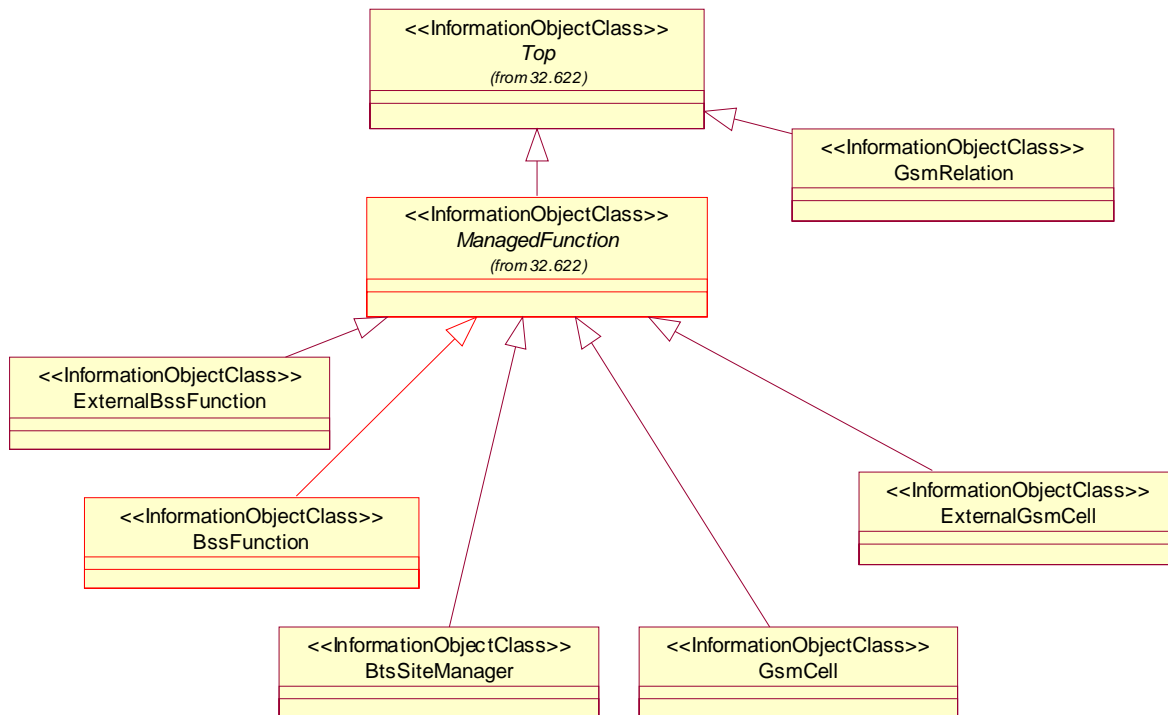 <<InformationObjectClass>>
Top
(from 32.622)
<<InformationObjectClass>>
GsmRelation
<<InformationObjectClass>>
ManagedFunction
(from 32.622)
<<InformationObjectClass>>
ExternalBssFunction
<<InformationObjectClass>>
ExternalGsmCell
<<InformationObjectClass>>
BssFunction
<<InformationObjectClass>>
BtsSiteManager
<<InformationObjectClass>>
GsmCell